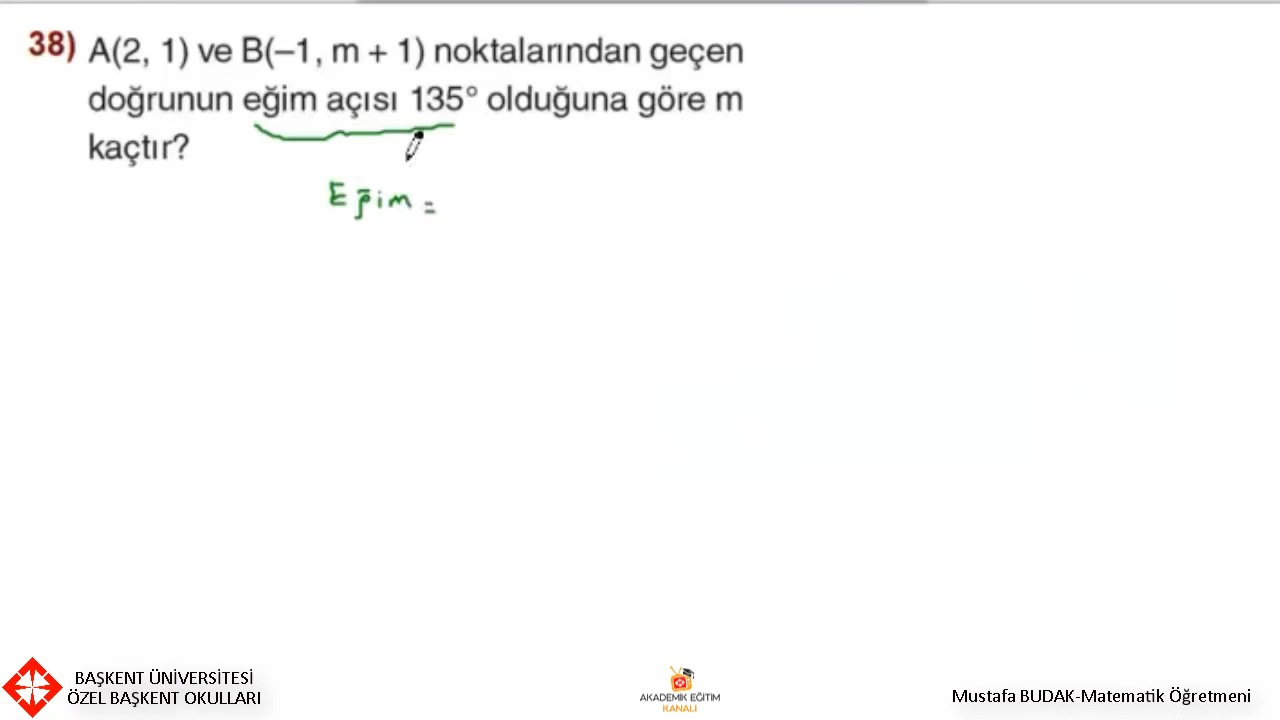 38) A(2, 1) ve B(–1, m + 1) noktalarından geçen
doğrunun eğim açısı 135° olduğuna göre m
kaçtır?
Eğim =
BAŞKENT ÜNİVERSİTESİ
ÖZEL BAŞKENT OKULLARI
AKADEMİK EĞİTİM
KANALI
Mustafa BUDAK-Matematik Öğretmeni